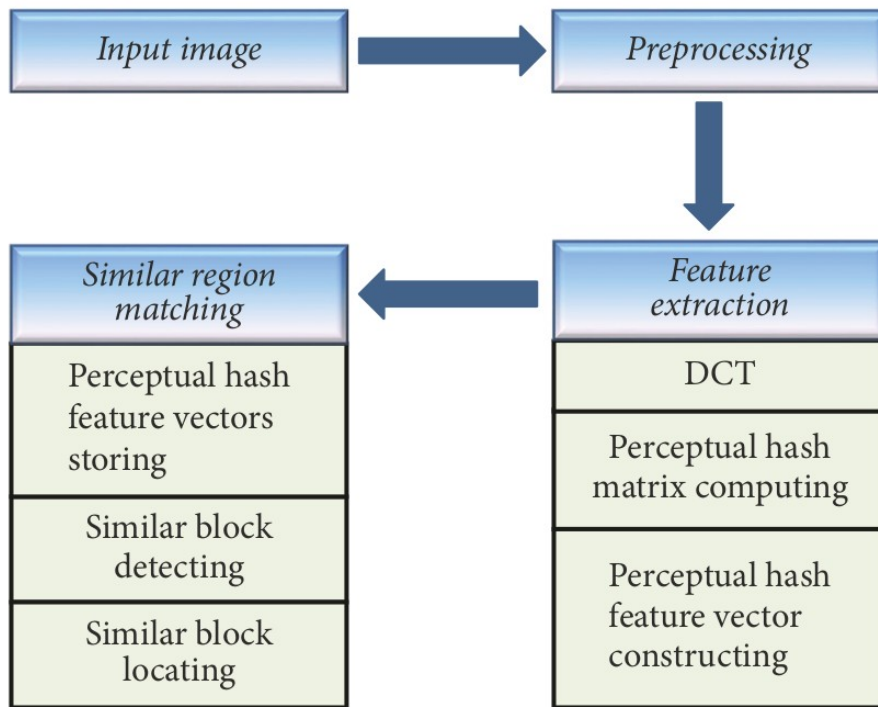 Input image
Preprocessing
Feature
extraction
DCT
Perceptual hash
matrix computing
Perceptual hash
feature vector
constructing
Similar region
matching
Perceptual hash
feature vectors
storing
Similar block
detecting
Similar block
locating